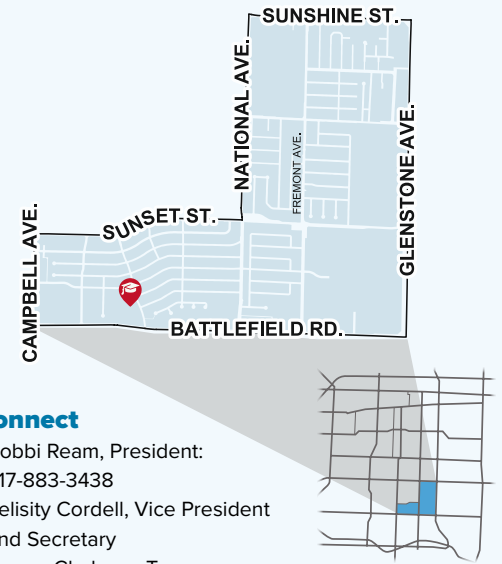 SUNSHINE ST.
NATIONAL AVE.
FREMONT AVE.
GLENSTONE AVE.
SUNSET ST.
CAMPBELL AVE.
BATTLEFIELD RD.
onnect
obbi Ream, President:
17-883-3438
elisity Cordell, Vice President
nd Secretary